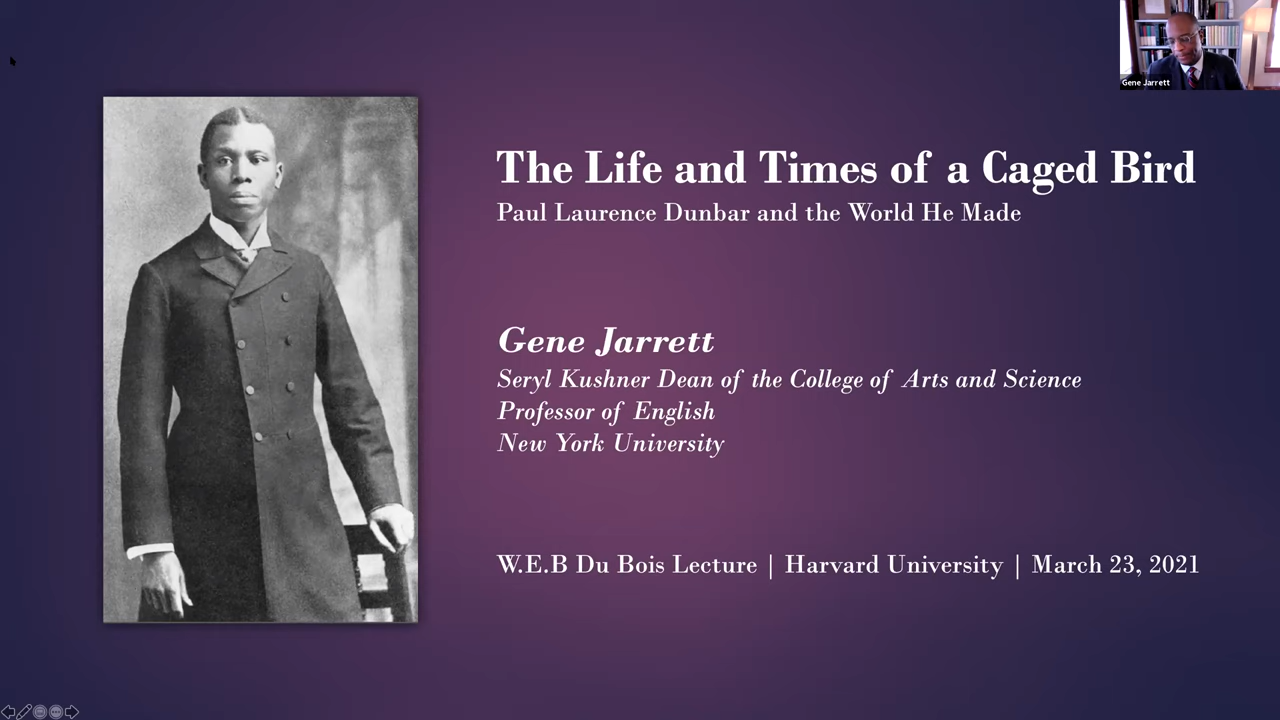 Gene Jarrett
The Life and Times of a Caged Bird
Paul Laurence Dunbar and the World He Made
Gene Jarrett
Seryl Kushner Dean of the College of Arts and Science
Professor of English
New York University
W.E.B Du Bois Lecture | Harvard University | March 23, 2021